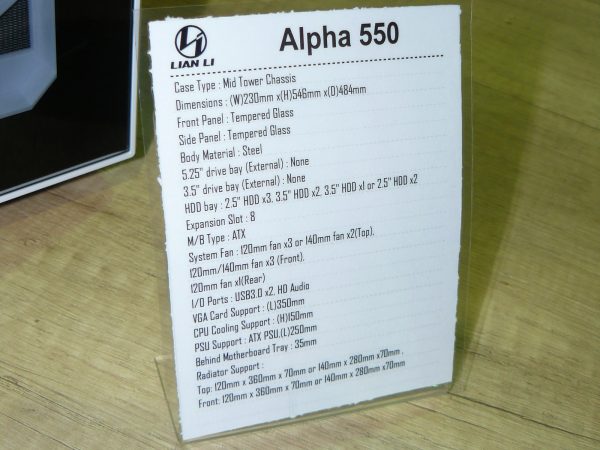 LIAN LI
Alpha 550
Case Type : Mid Tower Chassis
Dimensions : (W)230mm x(H)546mm x(D)484mm
Front Panel : Tempered Glass
Side Panel : Tempered Glass
Body Material : Steel
5.25" drive bay (External) : None
3.5" drive bay (External) : None
HDD bay : 2.5" HDD x3, 3.5" HDD x2, 3.5" HDD x1 or 2.5" HDD x2
Expansion Slot : 8
M/B Type : ATX
System Fan : 120mm fan x3 or 140mm fan x2(Top),
120mm/140mm fan x3 (Front),
120mm fan x1(Rear)
I/O Ports : USB3.0 x2, HD Audio
VGA Card Support : (L)350mm
CPU Cooling Support : (H)150mm
PSU Support : ATX PSU,(L)250mm
Behind Motherboard Tray : 35mm
Radiator Support :
Top: 120mm x 360mm x 70mm or 140mm x 280mm x70mm ,
Front: 120mm x 360mm x 70mm or 140mm x 280mm x70mm